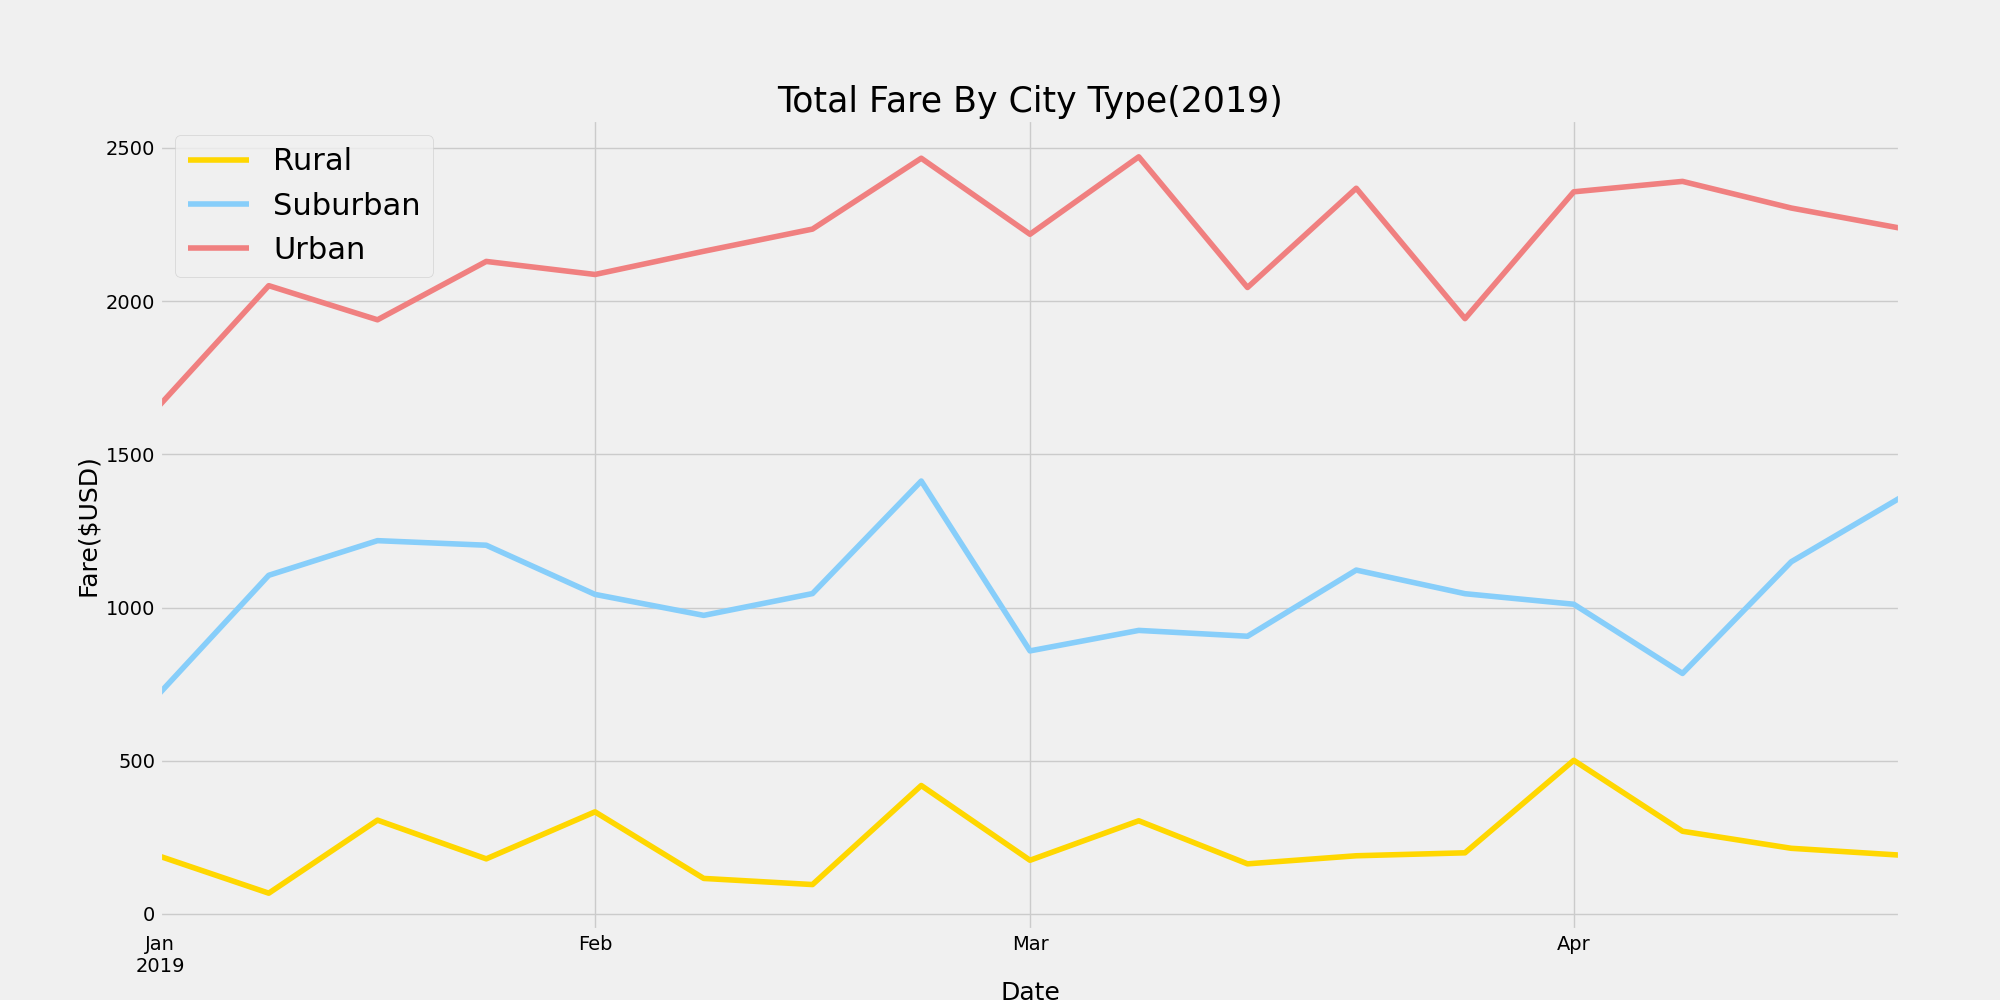 Total Fare By City Type(2019)
Rural
Suburban
Urban
Fare($USD)
2500
2000
1500
1000
500
0
Jan
2019
Feb
Mar
Apr
Date